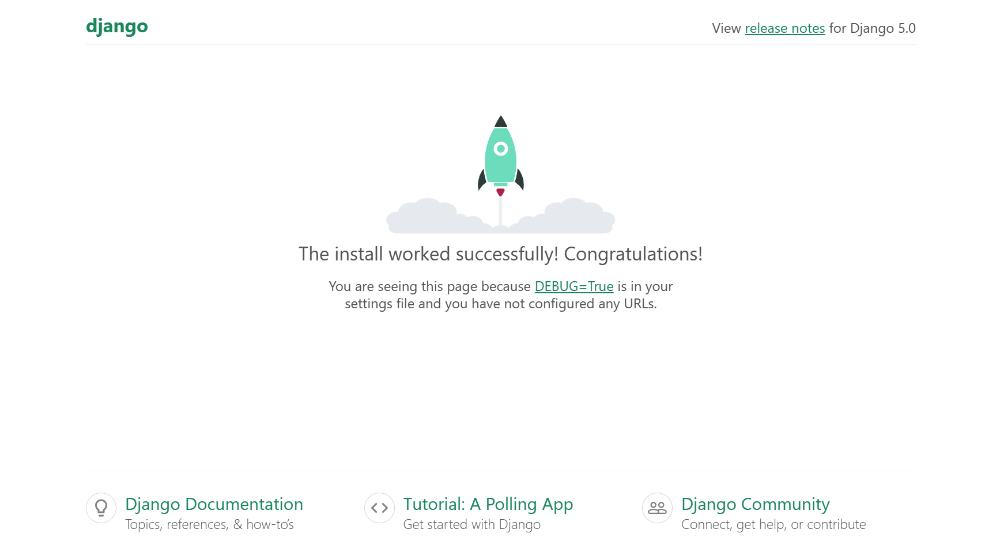 django
View release notes for Django 5.0
The install worked successfully! Congratulations!
You are seeing this page because DEBUG=True is in your
settings file and you have not configured any URLs.
Django Documentation
Topics, references, & how-to’s
Tutorial: A Polling App
Get started with Django
Django Community
Connect, get help, or contribute